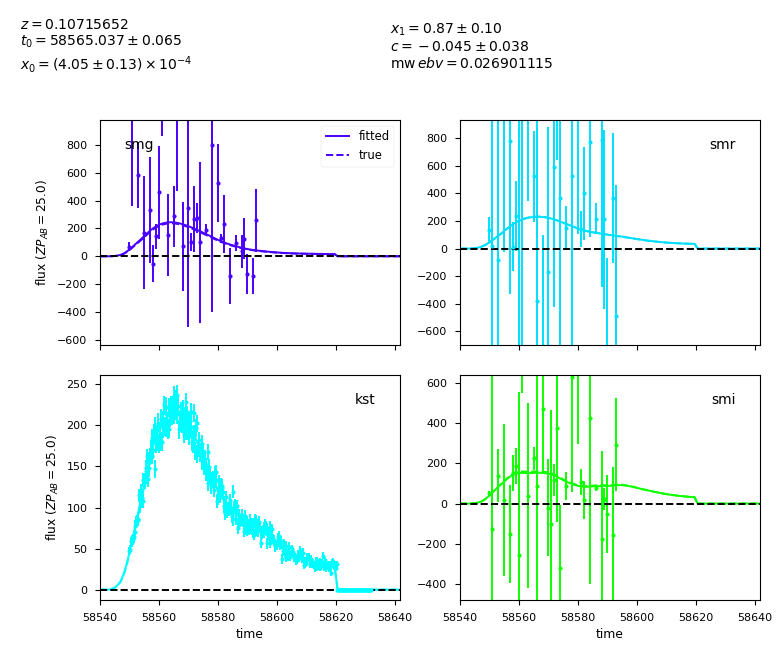 z = 0.10715652
t₀ = 58565.037 ± 0.065
x₀ = (4.05 ± 0.13) × 10⁻⁴
x₁ = 0.87 ± 0.10
c = −0.045 ± 0.038
mw ebv = 0.026901115
smg
fitted
true
800
600
400
200
0
−200
−400
−600
flux (ZP_AB = 25.0)
smr
800
600
400
200
0
−200
−400
−600
kst
250
200
150
100
50
0
flux (ZP_AB = 25.0)
58540 58560 58580 58600 58620 58640
time
smi
600
400
200
0
−200
−400
58540 58560 58580 58600 58620 58640
time